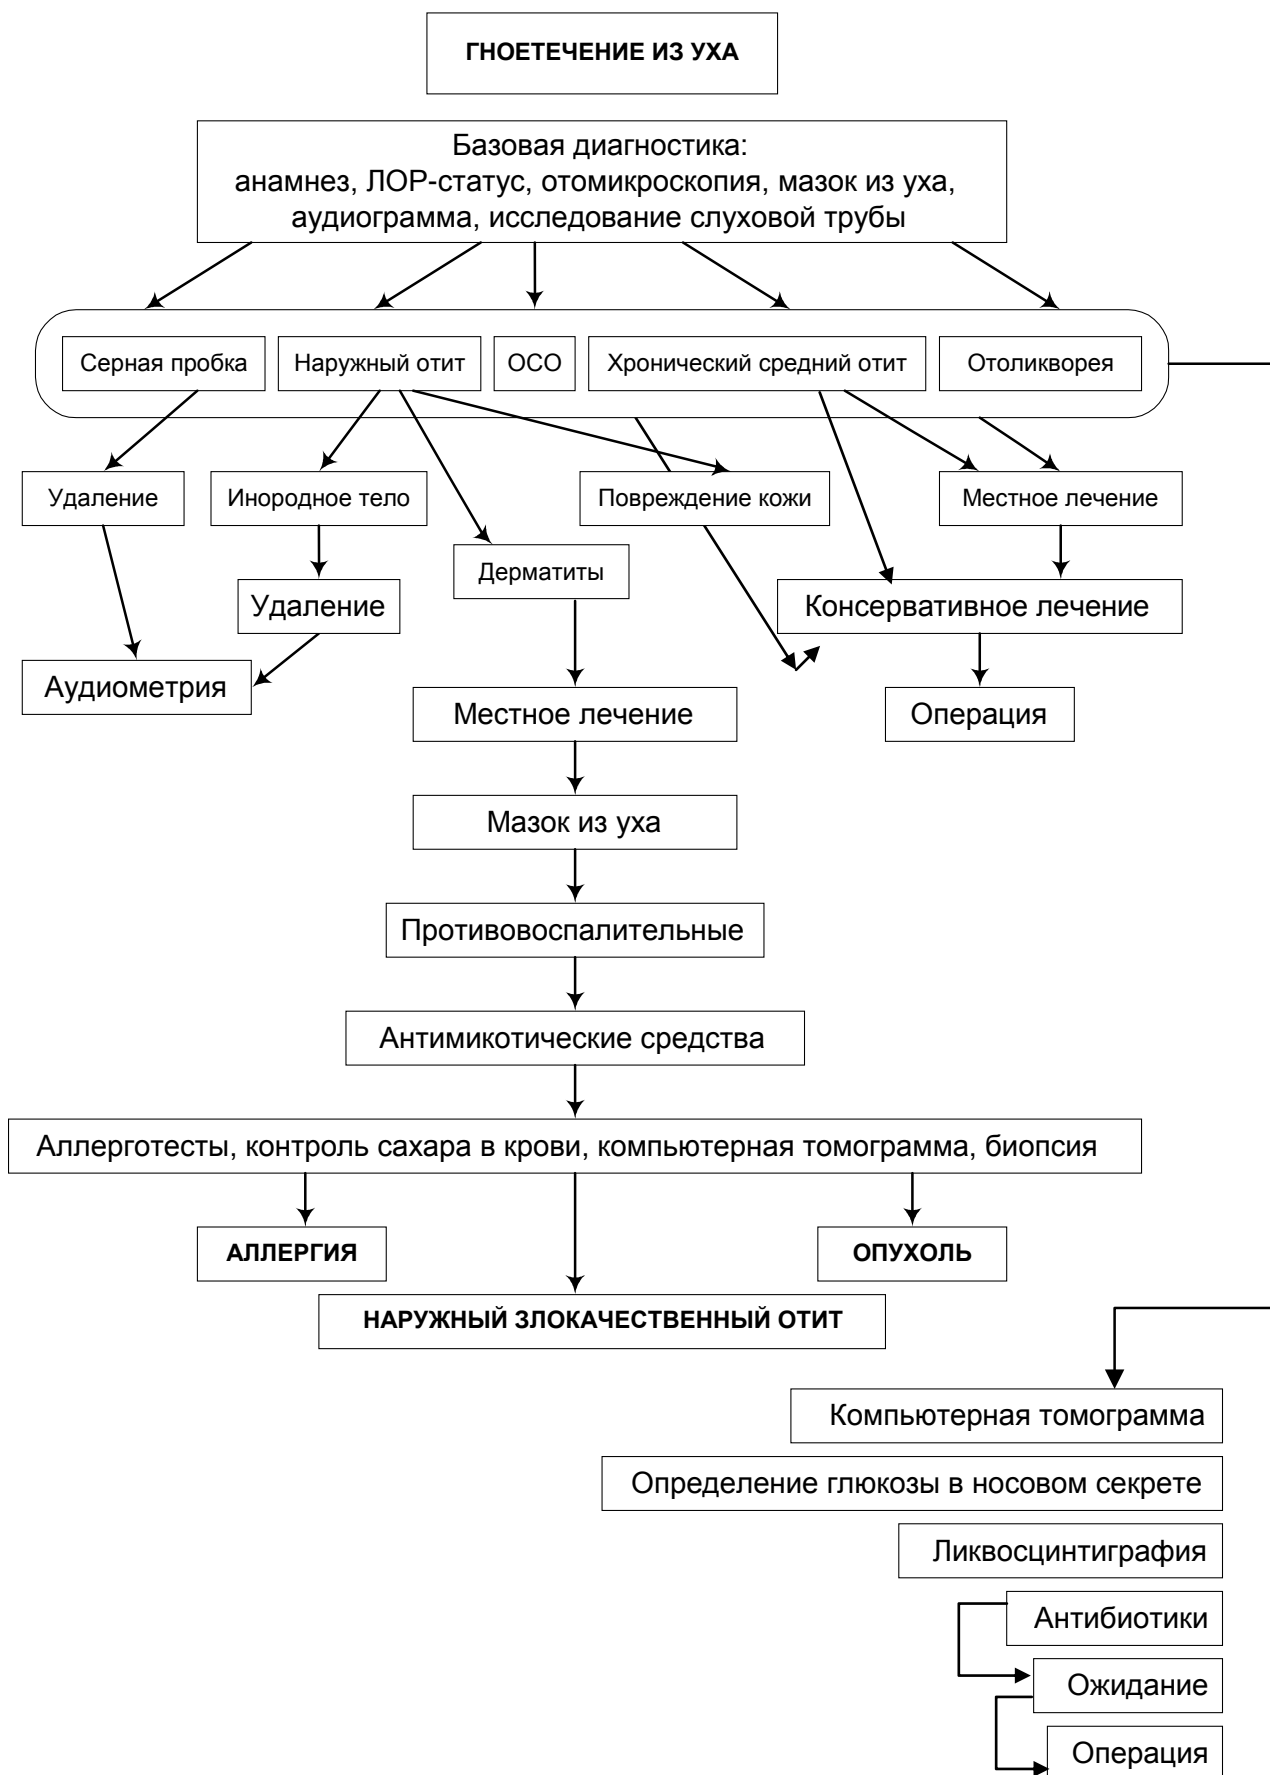 ГНОЕТЕЧЕНИЕ ИЗ УХА
Базовая диагностика:
анамнез, ЛОР-статус, отомикроскопия, мазок из уха,
аудиограмма, исследование слуховой трубы
Серная пробка
Наружный отит
ОСО
Хронический средний отит
Отоликворея
Удаление
Инородное тело
Повреждение кожи
Местное лечение
Дерматиты
Удаление
Консервативное лечение
Аудиометрия
Местное лечение
Операция
Мазок из уха
Противовоспалительные
Антимикотические средства
Аллерготесты, контроль сахара в крови, компьютерная томограмма, биопсия
АЛЛЕРГИЯ
ОПУХОЛЬ
НАРУЖНЫЙ ЗЛОКАЧЕСТВЕННЫЙ ОТИТ
Компьютерная томограмма
Определение глюкозы в носовом секрете
Ликвосцинтиграфия
Антибиотики
Ожидание
Операция